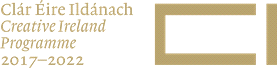 Clár Éire Ildánach
Creative Ireland
Programme
2017–2022